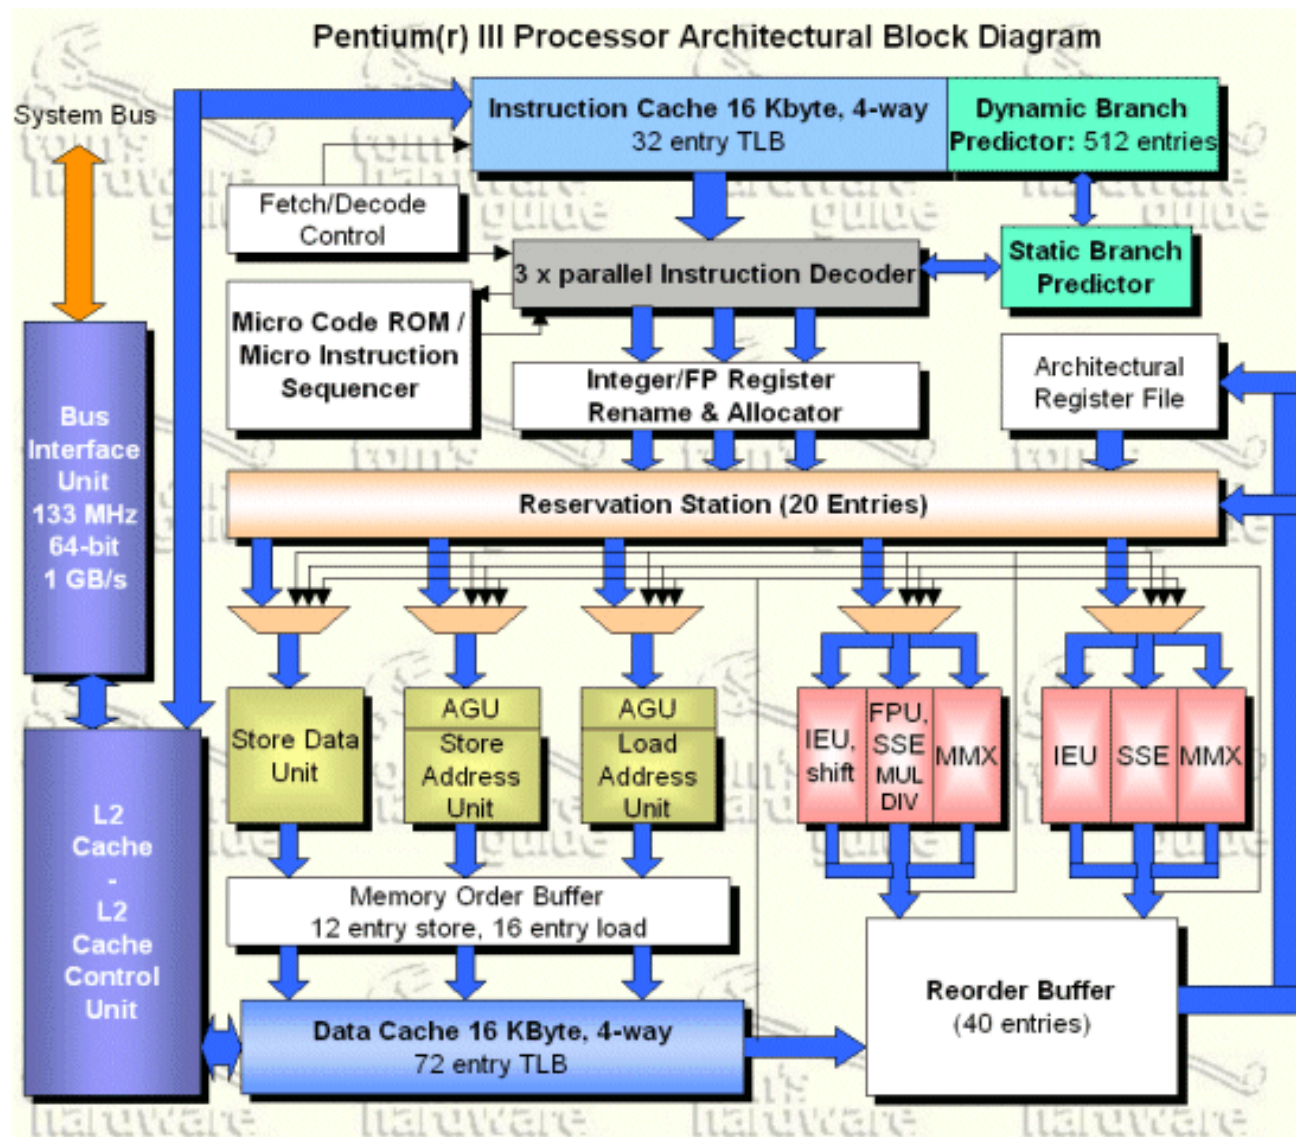 Pentium(r) III Processor Architectural Block Diagram
System Bus
Instruction Cache 16 Kbyte, 4-way
32 entry TLB
Dynamic Branch
Predictor: 512 entries
Fetch/Decode
Control
3 x parallel Instruction Decoder
Static Branch
Predictor
Micro Code ROM /
Micro Instruction
Sequencer
Integer/FP Register
Rename & Allocator
Architectural
Register File
Bus
Interface
Unit
133 MHz
64-bit
1 GB/s
Reservation Station (20 Entries)
Store Data
Unit
AGU
Store
Address
Unit
AGU
Load
Address
Unit
IEU,
shift
FPU,
SSE
MUL
DIV
MMX
IEU
SSE
MMX
L2
Cache
-
L2
Cache
Control
Unit
Memory Order Buffer
12 entry store, 16 entry load
Data Cache 16 KByte, 4-way
72 entry TLB
Reorder Buffer
(40 entries)
tom's
hardware
guide